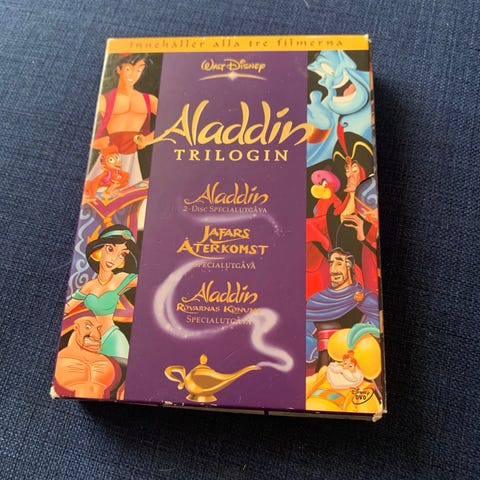 Innehåller alla tre filmerna
Walt Disney
Aladdin
TRILOGIN
Aladdin
2-Disc Specialutgåva
JAFARS
ÅTERKOMST
Specialutgåva
Aladdin
Rövarnas Konung
Specialutgåva
Disney
DVD